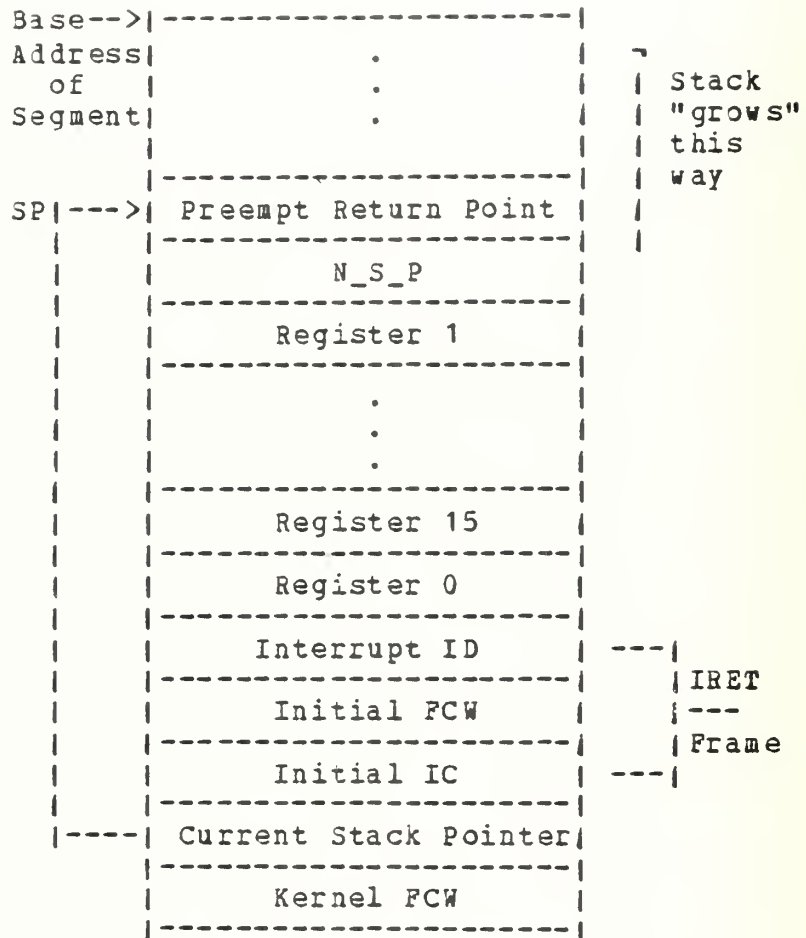 Base-->|----------------------|
Address| . |
of | . | Stack
Segment| . | "grows"
| this
|----------------------| | way
SP|--->| Preempt Return Point |
|----------------------|
N_S_P
|----------------------|
Register 1
|----------------------|
.
.
.
|----------------------|
Register 15
|----------------------|
Register 0
|----------------------|
Interrupt ID | ---|
|----------------------| |IRET
Initial FCW |---
|----------------------| |Frame
Initial IC | ---|
|----------------------|
|----| Current Stack Pointer|
|----------------------|
Kernel FCW
|----------------------|